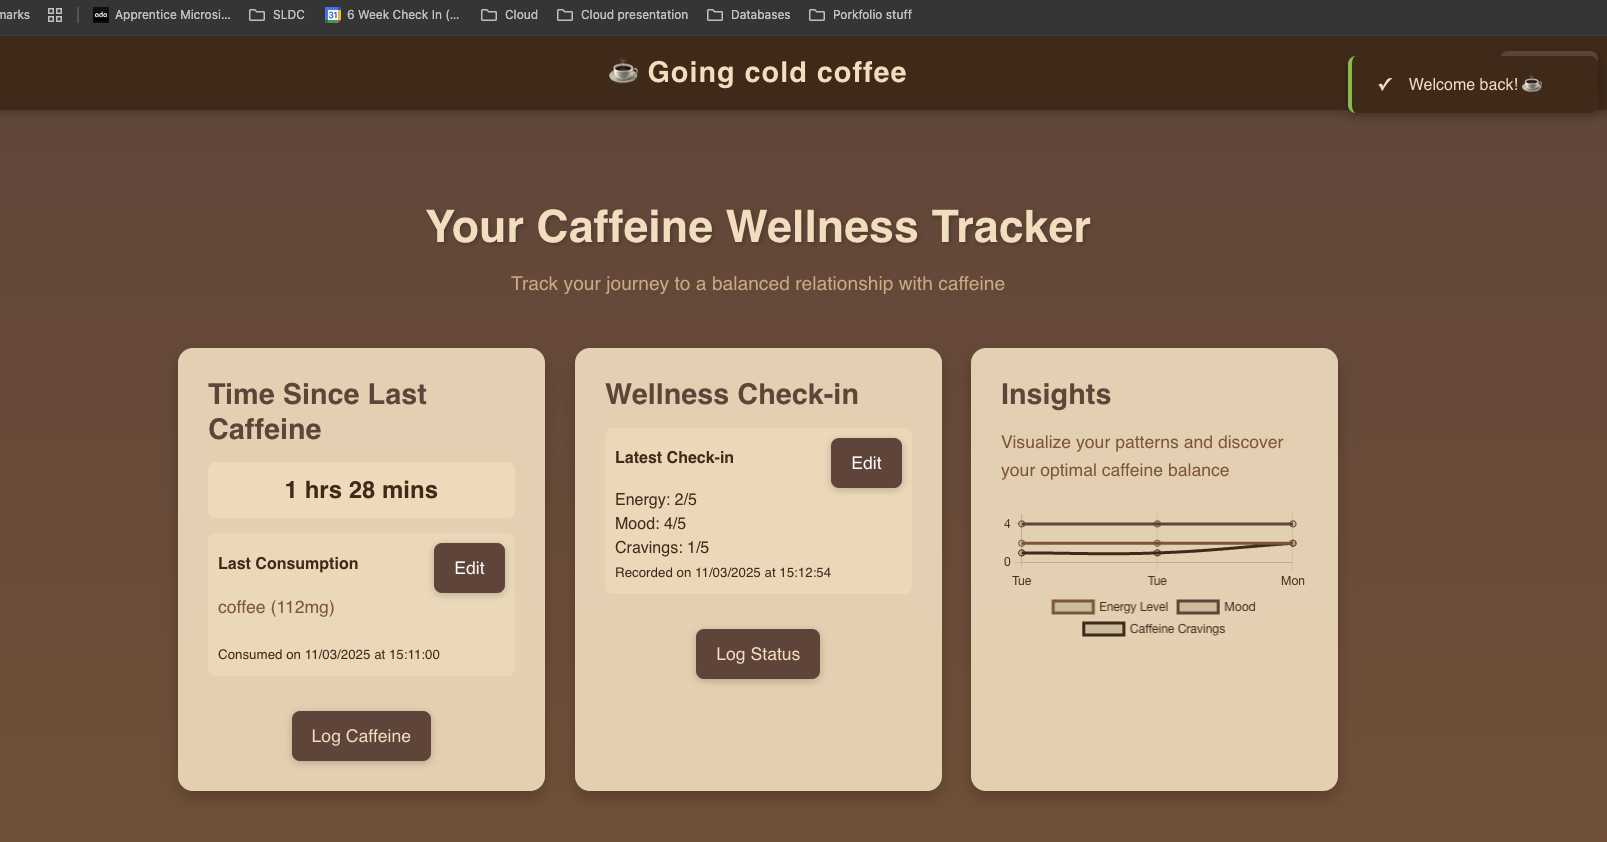 marks
ada Apprentice Microsi...
SLDC
31 6 Week Check In (...
Cloud
Cloud presentation
Databases
Porkfolio stuff
☕ Going cold coffee
✓ Welcome back! ☕
Your Caffeine Wellness Tracker
Track your journey to a balanced relationship with caffeine
Time Since Last
Caffeine
1 hrs 28 mins
Last Consumption
Edit
coffee (112mg)
Consumed on 11/03/2025 at 15:11:00
Log Caffeine
Wellness Check-in
Latest Check-in
Edit
Energy: 2/5
Mood: 4/5
Cravings: 1/5
Recorded on 11/03/2025 at 15:12:54
Log Status
Insights
Visualize your patterns and discover
your optimal caffeine balance
4
0
Tue Tue Mon
Energy Level Mood
Caffeine Cravings